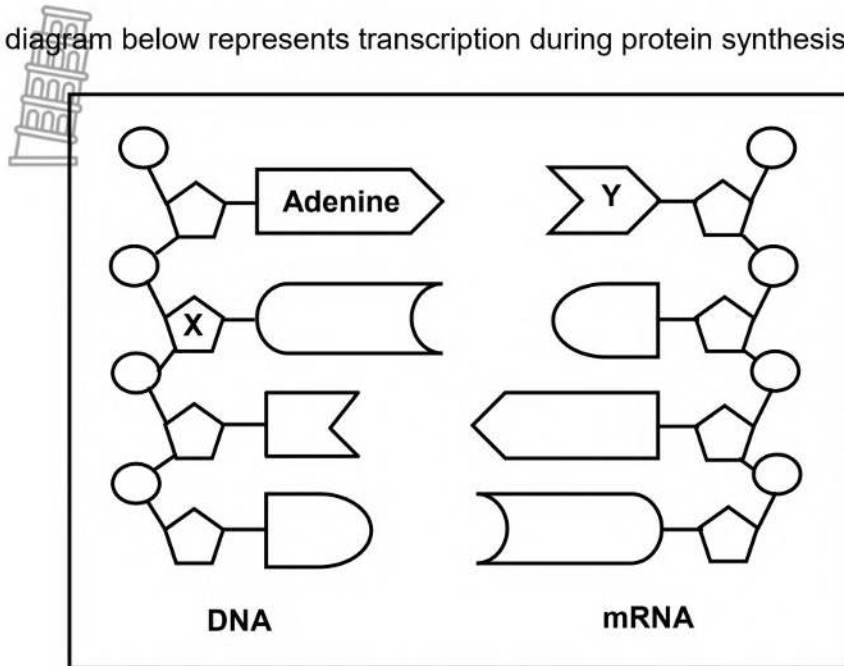 diagram below represents transcription during protein synthesis
Adenine
Y
X
DNA
mRNA